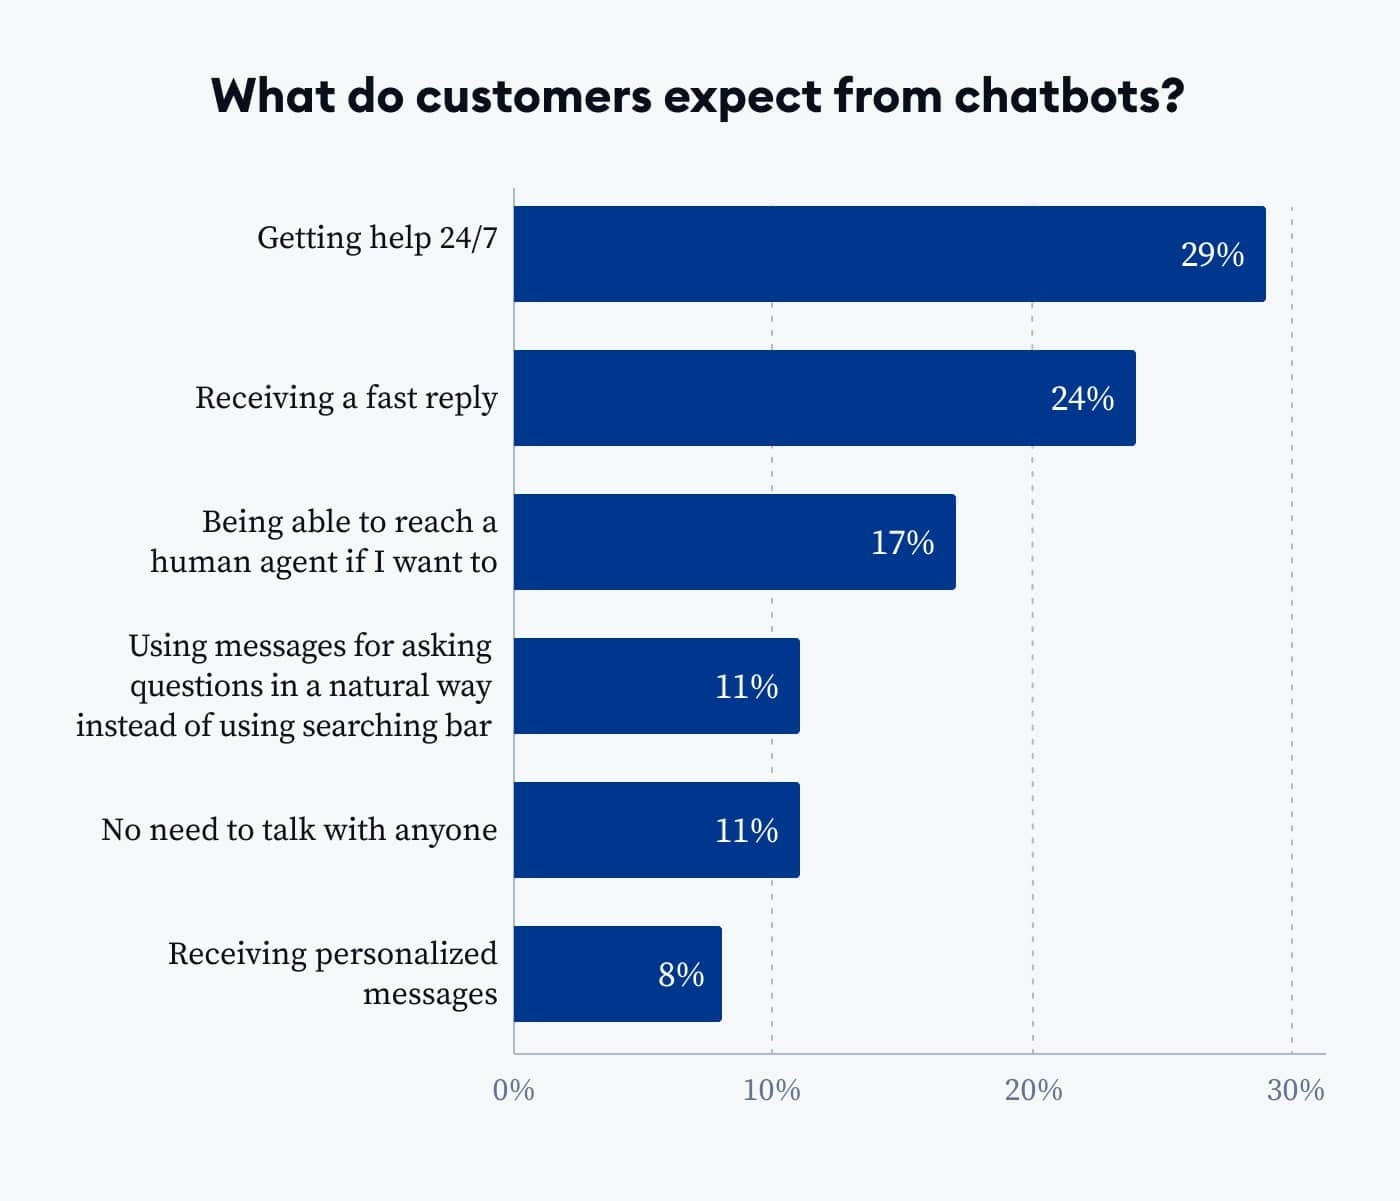 What do customers expect from chatbots?
Getting help 24/7
29%
Receiving a fast reply
24%
Being able to reach a
human agent if I want to
17%
Using messages for asking
questions in a natural way
instead of using searching bar
11%
No need to talk with anyone
11%
Receiving personalized
messages
8%
0% 10% 20% 30%